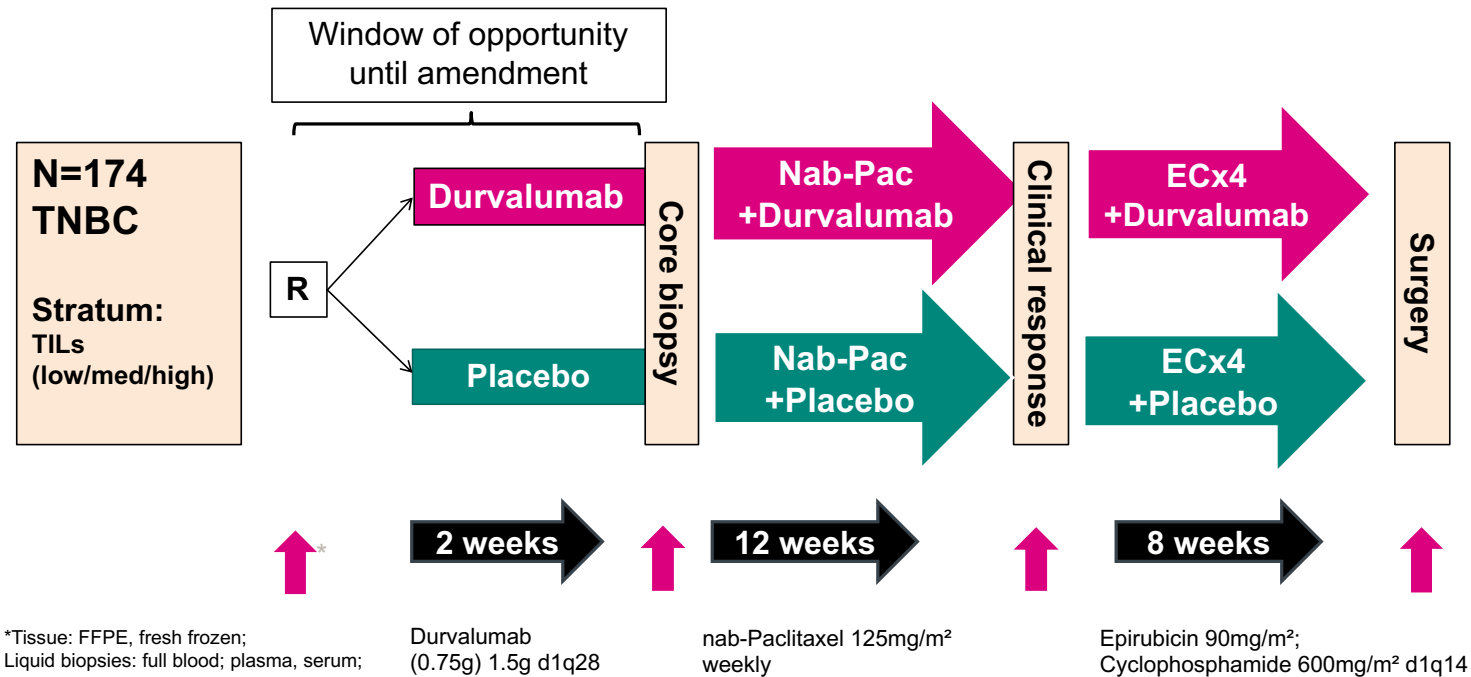 Window of opportunity
until amendment
N=174
TNBC
Stratum:
TILs
(low/med/high)
R
Durvalumab
Placebo
Core biopsy
Nab-Pac
+Durvalumab
Nab-Pac
+Placebo
Clinical response
ECx4
+Durvalumab
ECx4
+Placebo
Surgery
*
2 weeks
12 weeks
8 weeks
*Tissue: FFPE, fresh frozen;
Liquid biopsies: full blood; plasma, serum;
Durvalumab
(0.75g) 1.5g d1q28
nab-Paclitaxel 125mg/m²
weekly
Epirubicin 90mg/m²;
Cyclophosphamide 600mg/m² d1q14